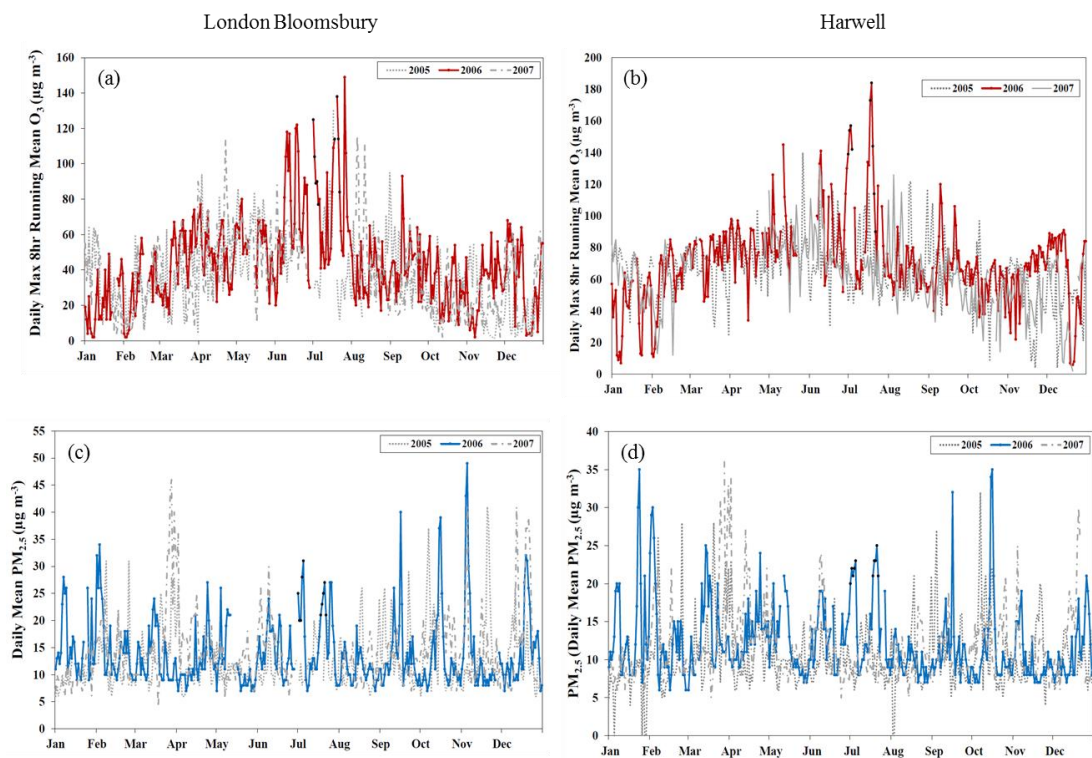 London Bloomsbury
Harwell
(a)
2005 2006 2007
Daily Max 8hr Running Mean O3 (µg m-3)
160
140
120
100
80
60
40
20
0
Jan Feb Mar Apr May Jun Jul Aug Sep Oct Nov Dec
(b)
2005 2006 2007
Daily Max 8hr Running Mean O3 (µg m-3)
200
180
160
140
120
100
80
60
40
20
0
Jan Feb Mar Apr May Jun Jul Aug Sep Oct Nov Dec
(c)
2005 2006 2007
Daily Mean PM2.5 (µg m-3)
55
50
45
40
35
30
25
20
15
10
5
0
Jan Feb Mar Apr May Jun Jul Aug Sep Oct Nov Dec
(d)
2005 2006 2007
PM2.5 (Daily Mean PM2.5 (µg m-3)
40
35
30
25
20
15
10
5
0
Jan Feb Mar Apr May Jun Jul Aug Sep Oct Nov Dec